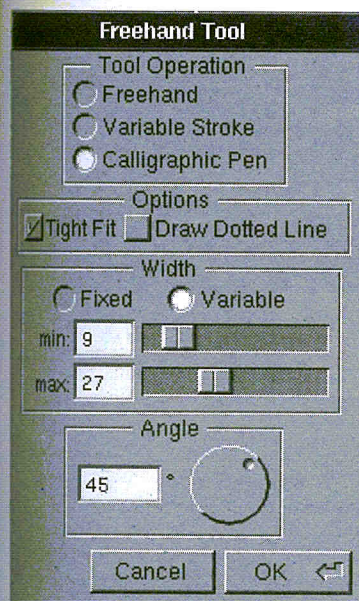 Freehand Tool
Tool Operation
Freehand
Variable Stroke
Calligraphic Pen
Options
Tight Fit Draw Dotted Line
Width
Fixed Variable
min: 9
max: 27
Angle
45 °
Cancel OK